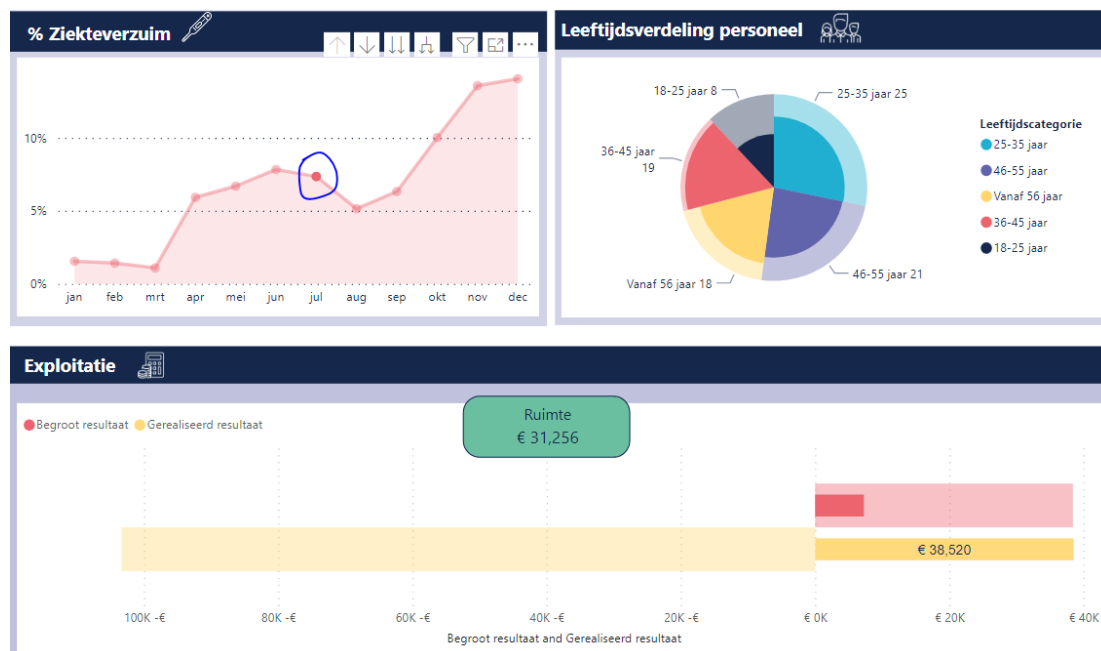 % Ziekteverzuim
10%
5%
0%
jan feb mrt apr mei jun jul aug sep okt nov dec
Leeftijdsverdeling personeel
18-25 jaar 8
25-35 jaar 25
36-45 jaar
19
Vanaf 56 jaar 18
46-55 jaar 21
Leeftijdscategorie
25-35 jaar
46-55 jaar
Vanaf 56 jaar
36-45 jaar
18-25 jaar
Exploitatie
Begroot resultaat Gerealiseerd resultaat
Ruimte
€ 31,256
€ 38,520
100K -€ 80K -€ 60K -€ 40K -€ 20K -€ € 0K € 20K € 40K
Begroot resultaat and Gerealiseerd resultaat